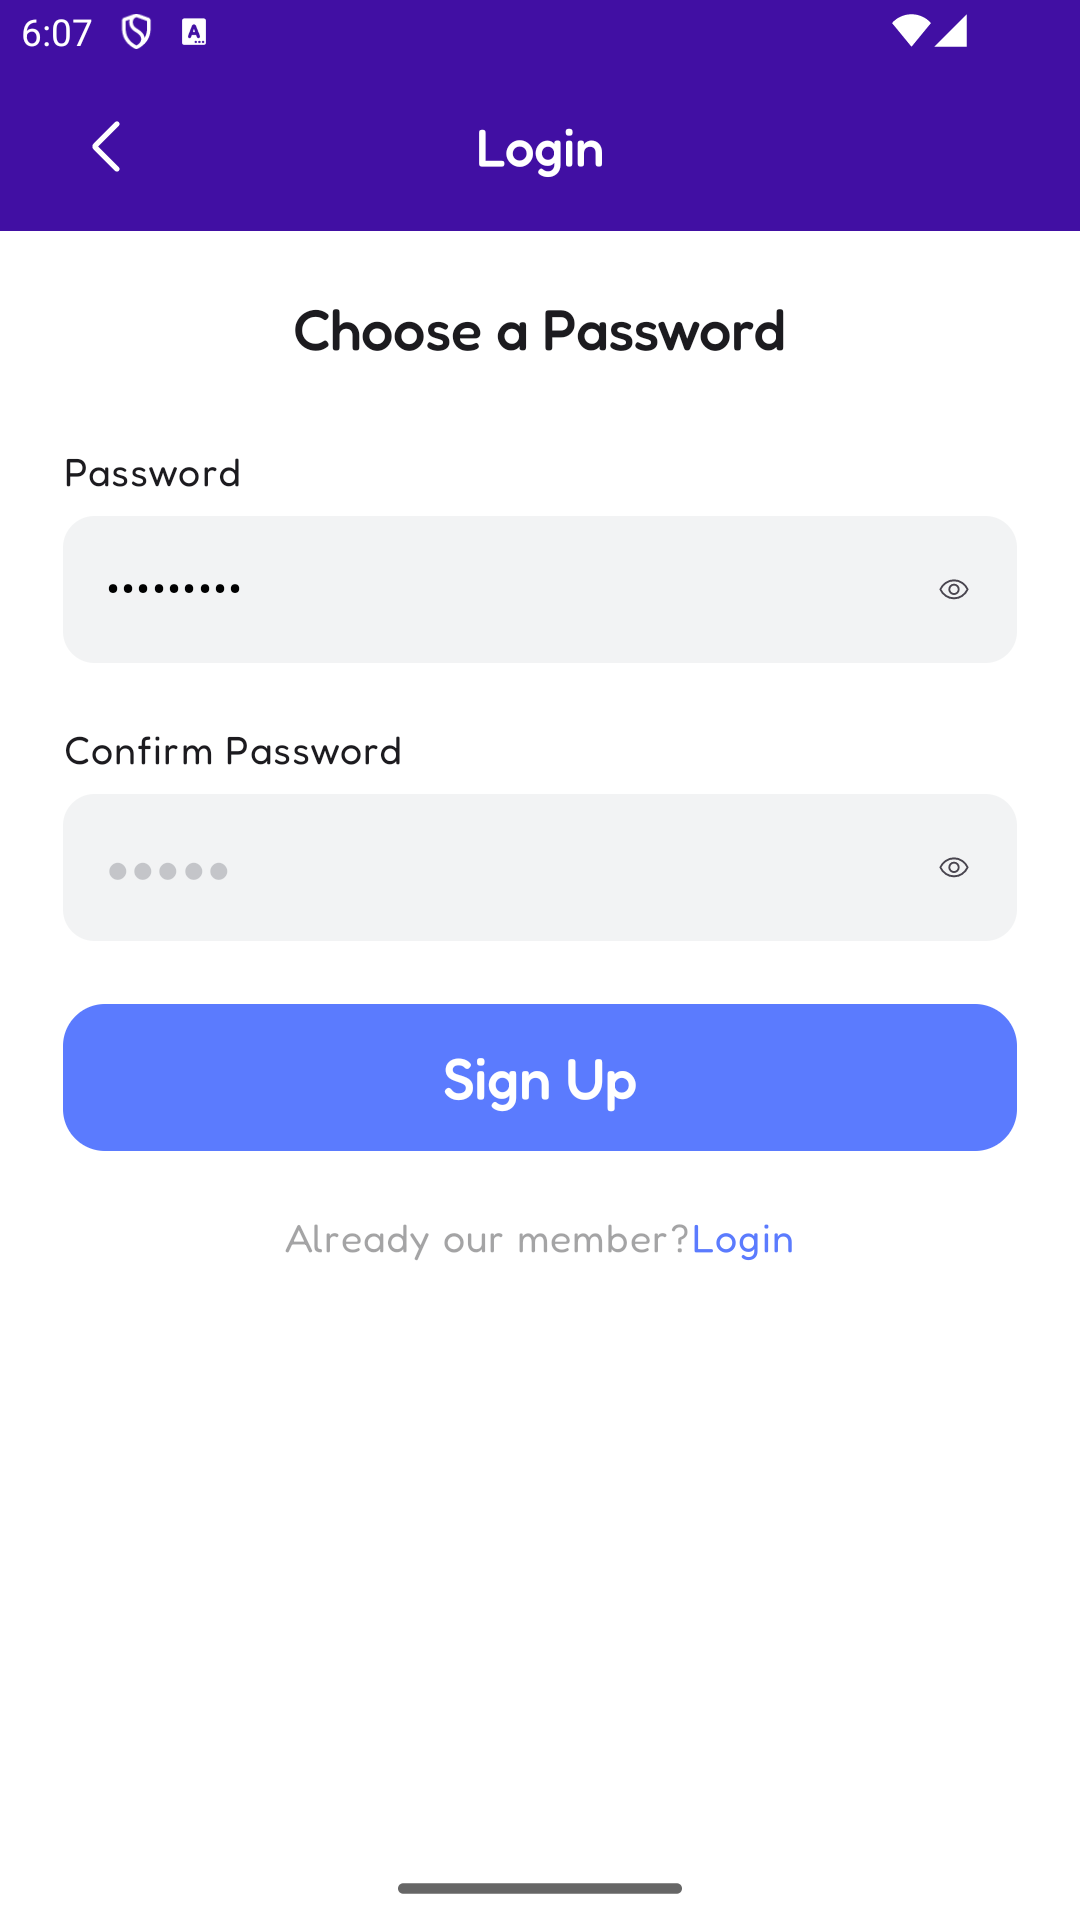 6:07
Login
Choose a Password
Password
•••••••••
Confirm Password
●●●●●
Sign Up
Already our member?Login